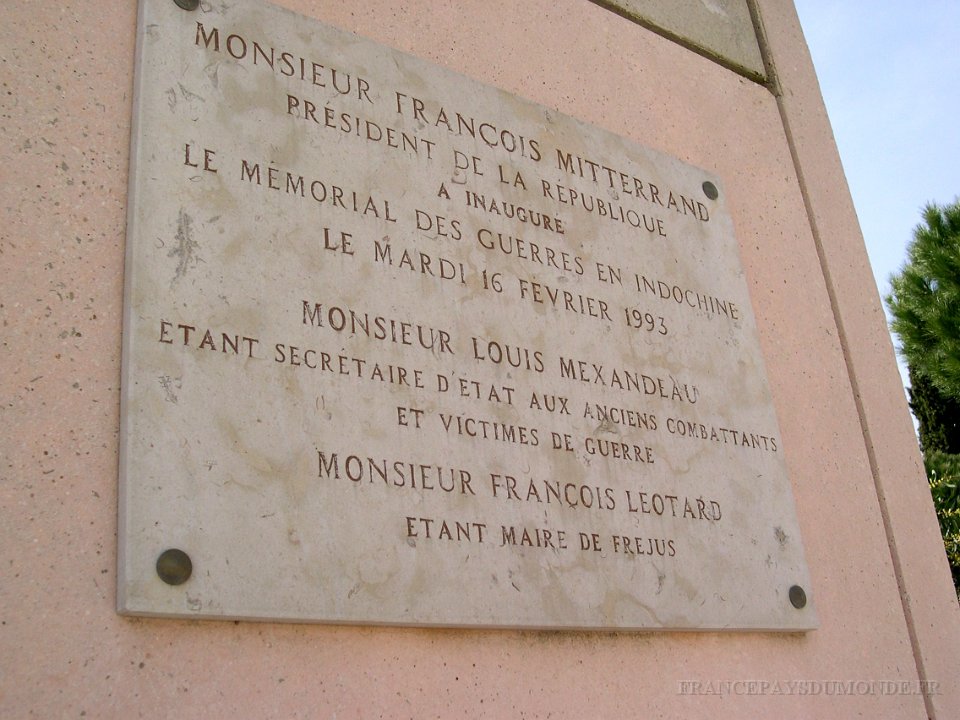 MONSIEUR FRANÇOIS MITTERRAND
PRÉSIDENT DE LA RÉPUBLIQUE
A INAUGURÉ
LE MÉMORIAL DES GUERRES EN INDOCHINE
LE MARDI 16 FÉVRIER 1993
MONSIEUR LOUIS MEXANDEAU
ETANT SECRÉTAIRE D'ÉTAT AUX ANCIENS COMBATTANTS
ET VICTIMES DE GUERRE
MONSIEUR FRANÇOIS LEOTARD
ETANT MAIRE DE FREJUS
FRANCEPAYSDUMONDE.FR